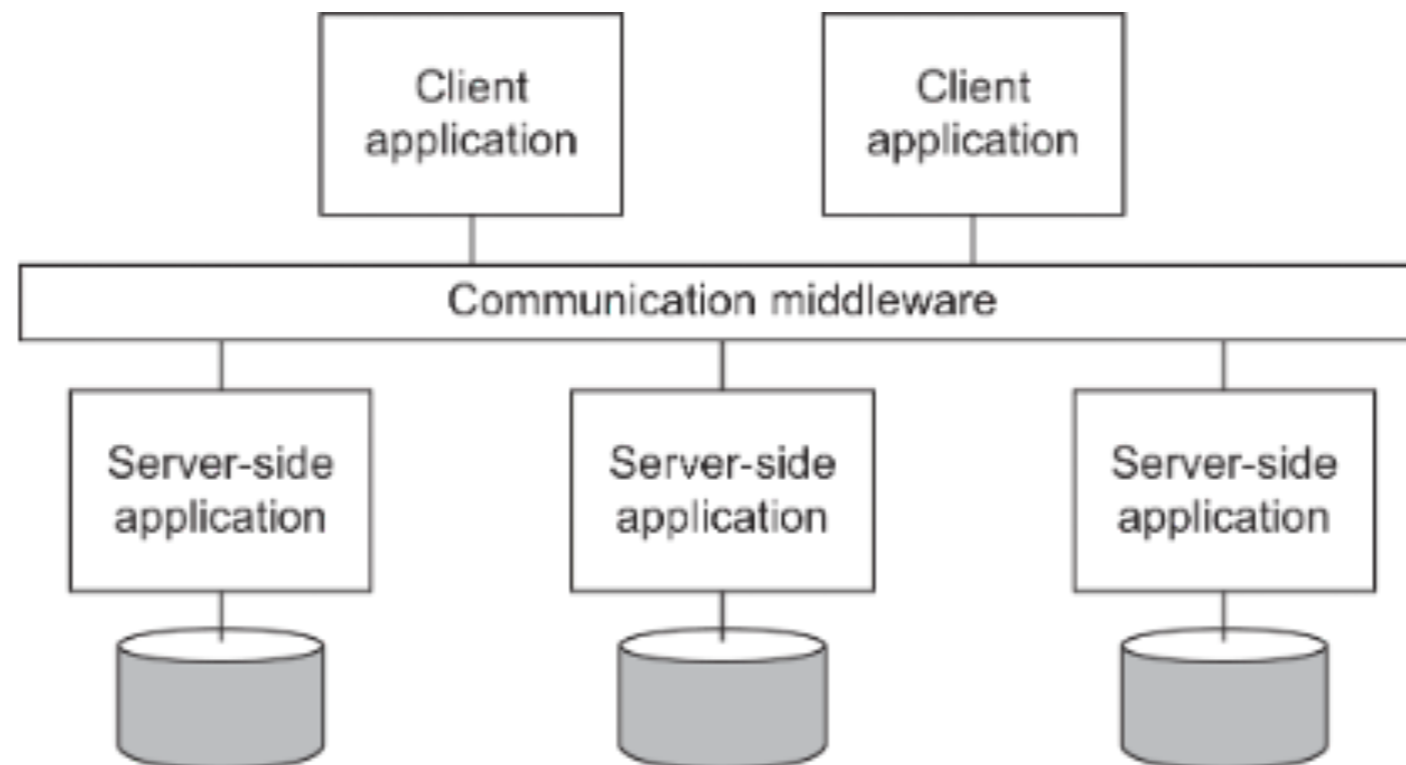 Client
application
Client
application
Communication middleware
Server-side
application
Server-side
application
Server-side
application